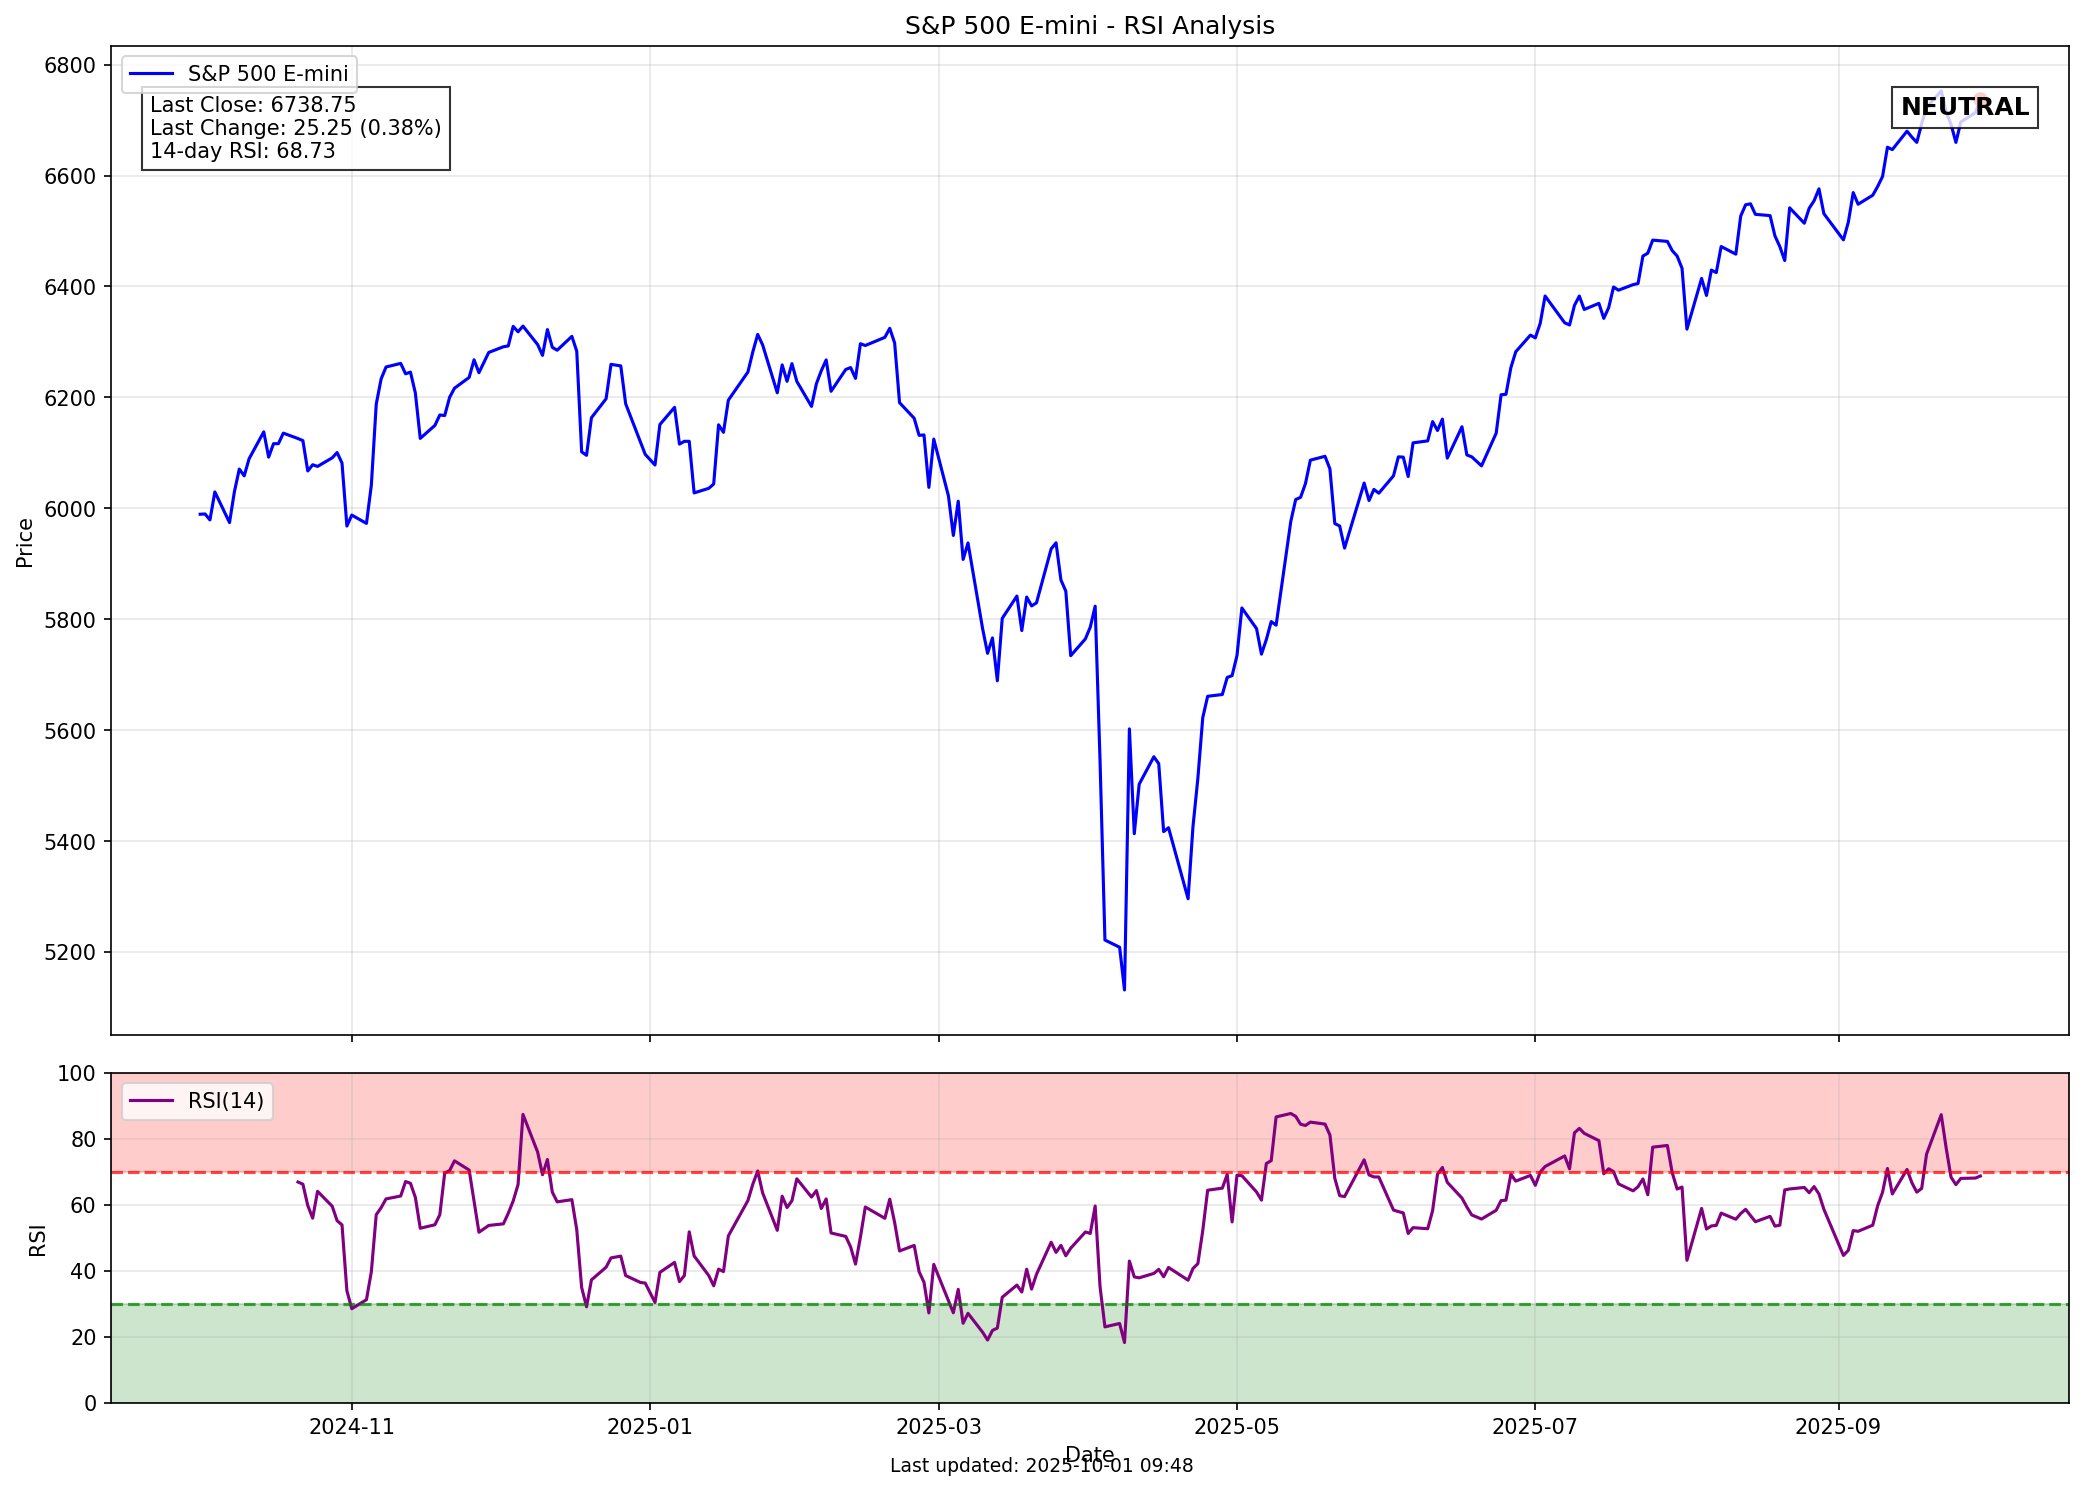 S&P 500 E-mini - RSI Analysis
S&P 500 E-mini
Last Close: 6738.75
Last Change: 25.25 (0.38%)
14-day RSI: 68.73
NEUTRAL
Price
6800
6600
6400
6200
6000
5800
5600
5400
5200
RSI(14)
RSI
100
80
60
40
20
0
2024-11 2025-01 2025-03 2025-05 2025-07 2025-09
Date
Last updated: 2025-10-01 09:48